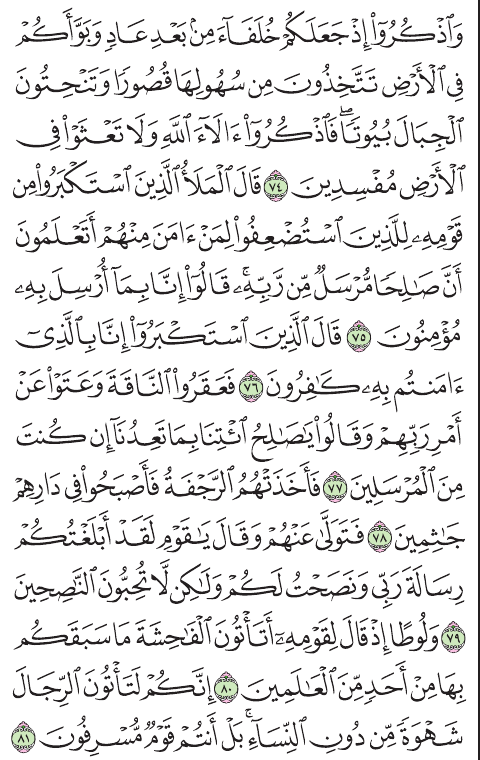 وَٱذۡكُرُوٓاْ إِذۡ جَعَلَكُمۡ خُلَفَآءَ مِنۢ بَعۡدِ عَادٖ وَبَوَّأَكُمۡ
فِي ٱلۡأَرۡضِ تَتَّخِذُونَ مِن سُهُولِهَا قُصُورٗا وَتَنۡحِتُونَ
ٱلۡجِبَالَ بُيُوتٗاۖ فَٱذۡكُرُوٓاْ ءَالَآءَ ٱللَّهِ وَلَا تَعۡثَوۡاْ فِي
ٱلۡأَرۡضِ مُفۡسِدِينَ ٧٤ قَالَ ٱلۡمَلَأُ ٱلَّذِينَ ٱسۡتَكۡبَرُواْ مِن
قَوۡمِهِۦ لِلَّذِينَ ٱسۡتُضۡعِفُواْ لِمَنۡ ءَامَنَ مِنۡهُمۡ أَتَعۡلَمُونَ
أَنَّ صَٰلِحٗا مُّرۡسَلٞ مِّن رَّبِّهِۦۚ قَالُوٓاْ إِنَّا بِمَآ أُرۡسِلَ بِهِۦ
مُؤۡمِنُونَ ٧٥ قَالَ ٱلَّذِينَ ٱسۡتَكۡبَرُوٓاْ إِنَّا بِٱلَّذِيٓ
ءَامَنتُم بِهِۦ كَٰفِرُونَ ٧٦ فَعَقَرُواْ ٱلنَّاقَةَ وَعَتَوۡاْ عَنۡ
أَمۡرِ رَبِّهِمۡ وَقَالُواْ يَٰصَٰلِحُ ٱئۡتِنَا بِمَا تَعِدُنَآ إِن كُنتَ
مِنَ ٱلۡمُرۡسَلِينَ ٧٧ فَأَخَذَتۡهُمُ ٱلرَّجۡفَةُ فَأَصۡبَحُواْ فِي دَارِهِمۡ
جَٰثِمِينَ ٧٨ فَتَوَلَّىٰ عَنۡهُمۡ وَقَالَ يَٰقَوۡمِ لَقَدۡ أَبۡلَغۡتُكُمۡ
رِسَالَةَ رَبِّي وَنَصَحۡتُ لَكُمۡ وَلَٰكِن لَّا تُحِبُّونَ ٱلنَّٰصِحِينَ
٧٩ وَلُوطًا إِذۡ قَالَ لِقَوۡمِهِۦٓ أَتَأۡتُونَ ٱلۡفَٰحِشَةَ مَا سَبَقَكُم
بِهَا مِنۡ أَحَدٖ مِّنَ ٱلۡعَٰلَمِينَ ٨٠ إِنَّكُمۡ لَتَأۡتُونَ ٱلرِّجَالَ
شَهۡوَةٗ مِّن دُونِ ٱلنِّسَآءِۚ بَلۡ أَنتُمۡ قَوۡمٞ مُّسۡرِفُونَ ٨١